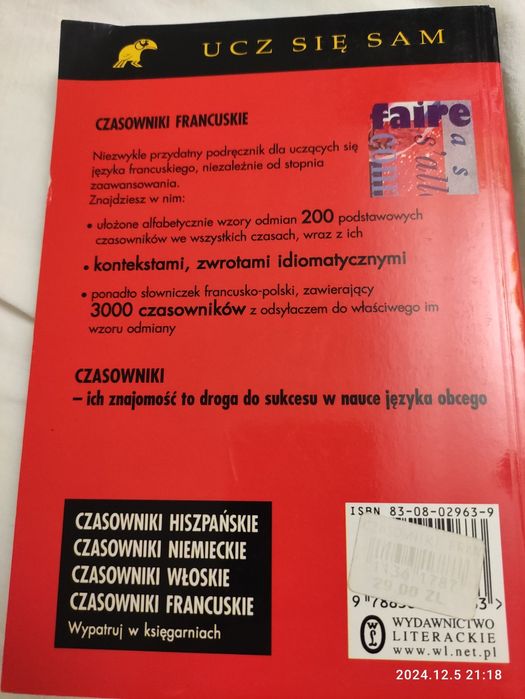 UCZ SIĘ SAM
CZASOWNIKI FRANCUSKIE
faire
Niezwykle przydatny podręcznik dla uczących się
języka francuskiego, niezależnie od stopnia
zaawansowania.
Znajdziesz w nim:
• ułożone alfabetycznie wzory odmian 200 podstawowych
czasowników we wszystkich czasach, wraz z ich
• kontekstami, zwrotami idiomatycznymi
• ponadto słowniczek francusko-polski, zawierający
3000 czasowników z odsyłaczem do właściwego im
wzoru odmiany
CZASOWNIKI
– ich znajomość to droga do sukcesu w nauce języka obcego
CZASOWNIKI HISZPAŃSKIE
CZASOWNIKI NIEMIECKIE
CZASOWNIKI WŁOSKIE
CZASOWNIKI FRANCUSKIE
Wypatruj w księgarniach
ISBN 83-08-02963-9
29.00 ZŁ
WYDAWNICTWO
LITERACKIE
www.wl.net.pl
2024.12.5 21:18